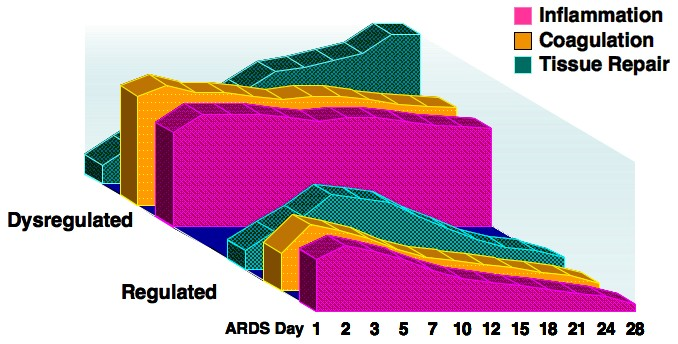 Inflammation
Coagulation
Tissue Repair
Dysregulated
Regulated
ARDS Day 1 2 3 5 7 10 12 15 18 21 24 28